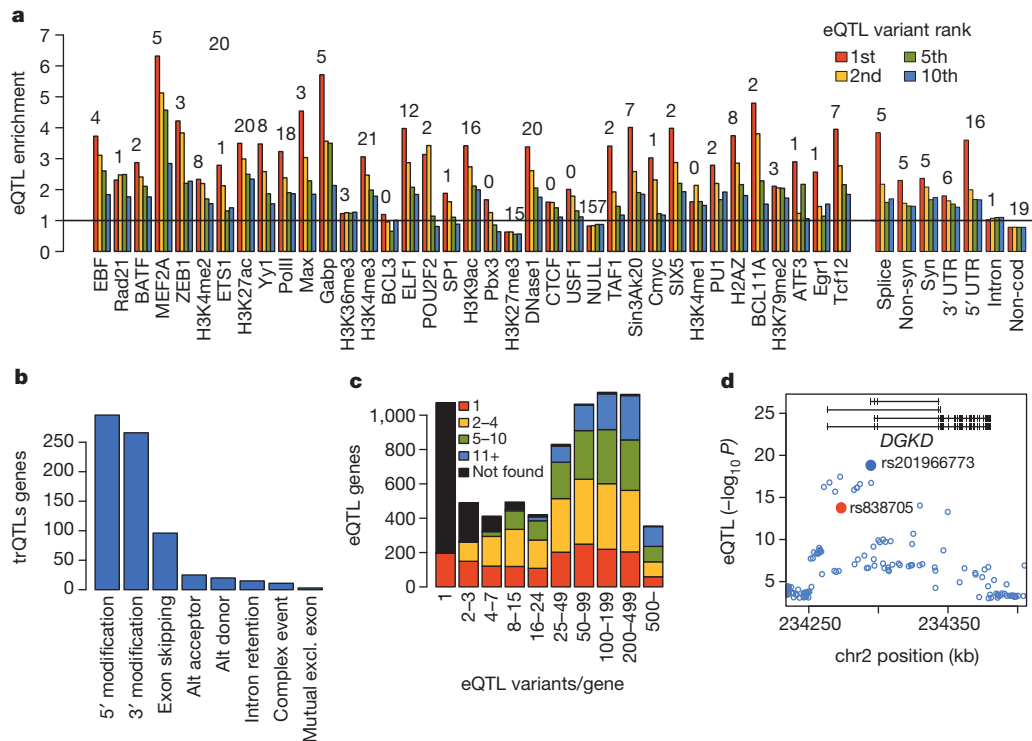 a
eQTL enrichment
7
6
5
4
3
2
1
0
eQTL variant rank
1st
2nd
5th
10th
4
1
2
5
3
8
1
20
20
8
18
3
5
3
21
0
12
2
1
16
0
15
20
0
0
157
2
7
1
2
0
2
8
2
3
2
1
7
5
5
5
6
16
1
19
EBF
Rad21
BATF
MEF2A
ZEB1
H3K4me2
ETS1
H3K27ac
Yy1
PolII
Max
Gabp
H3K36me3
H3K4me3
BCL3
ELF1
POU2F2
SP1
H3K9ac
Pbx3
H3K27me3
DNase1
CTCF
USF1
NULL
TAF1
Sin3Ak20
Cmyc
SIX5
H3K4me1
PU1
H2AZ
BCL11A
H3K79me2
ATF3
Egr1
Tcf12
Splice
Non-syn
Syn
3′ UTR
5′ UTR
Intron
Non-cod
b
trQTLs genes
250
200
150
100
50
0
5′ modification
3′ modification
Exon skipping
Alt acceptor
Alt donor
Intron retention
Complex event
Mutual excl. exon
c
eQTL genes
1,000
800
600
400
200
0
1
2–4
5–10
11+
Not found
1
2–3
4–7
8–15
16–24
25–49
50–99
100–199
200–499
500–
eQTL variants/gene
d
eQTL (−log10 P)
25
20
15
10
5
DGKD
rs201966773
rs838705
234250
234350
chr2 position (kb)